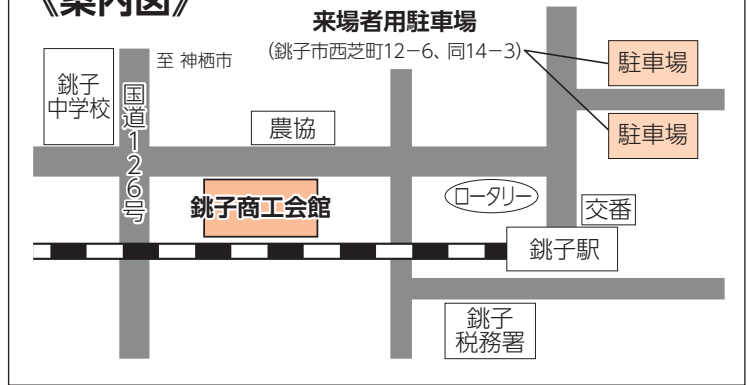 《案内図》
来場者用駐車場
(銚子市西芝町12−6、同14−3)
至 神栖市
駐車場
駐車場
銚子
中学校
国道126号
農協
銚子商工会館
ロータリー
交番
銚子駅
銚子
税務署